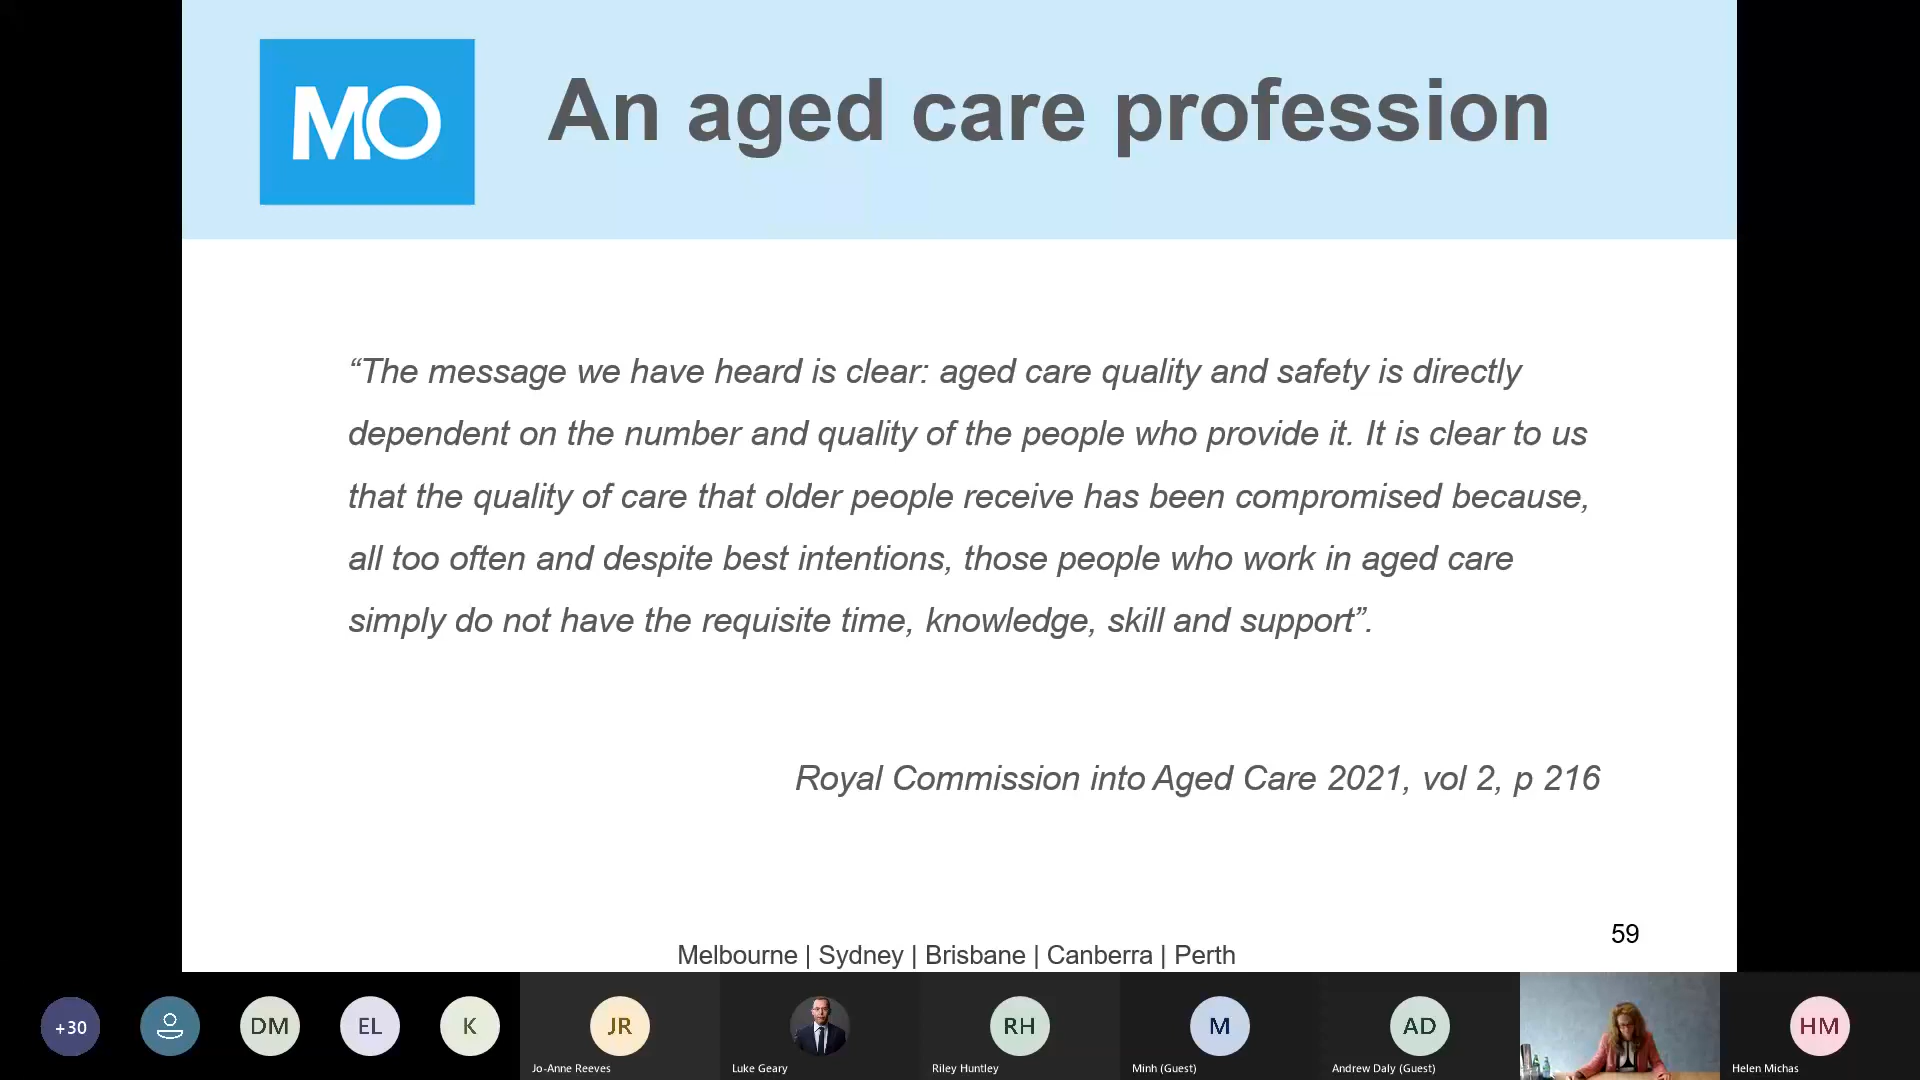 MO
An aged care profession
“The message we have heard is clear: aged care quality and safety is directly
dependent on the number and quality of the people who provide it. It is clear to us
that the quality of care that older people receive has been compromised because,
all too often and despite best intentions, those people who work in aged care
simply do not have the requisite time, knowledge, skill and support”.
Royal Commission into Aged Care 2021, vol 2, p 216
59
Melbourne | Sydney | Brisbane | Canberra | Perth
+30
DM
EL
K
JR
RH
M
AD
HM
Jo-Anne Reeves
Luke Geary
Riley Huntley
Minh (Guest)
Andrew Daly (Guest)
Helen Michas